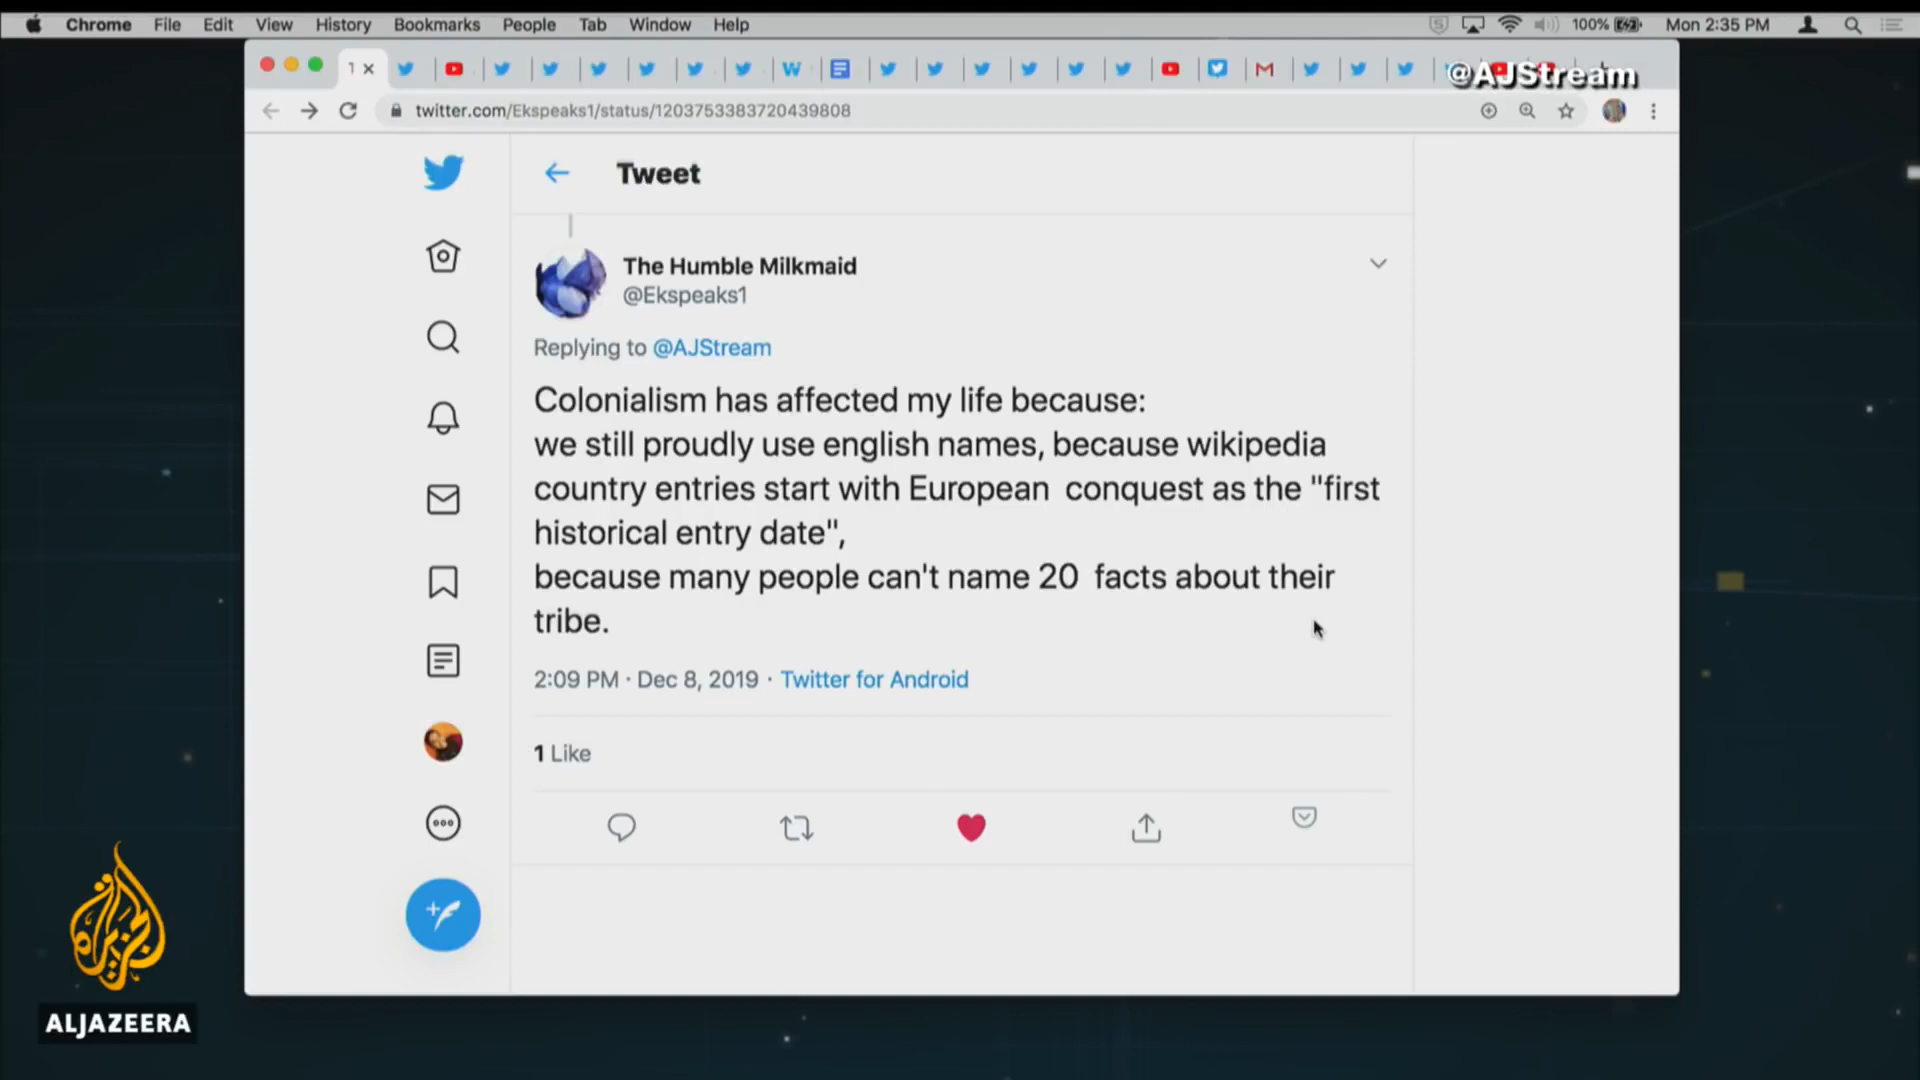 Chrome File Edit View History Bookmarks People Tab Window Help 100% Mon 2:35 PM
1
@AJStream
twitter.com/Ekspeaks1/status/1203753383720439808
Tweet
The Humble Milkmaid
@Ekspeaks1
Replying to @AJStream
Colonialism has affected my life because:
we still proudly use english names, because wikipedia
country entries start with European conquest as the "first
historical entry date",
because many people can't name 20 facts about their
tribe.
2:09 PM · Dec 8, 2019 · Twitter for Android
1 Like
الجزيرة
ALJAZEERA